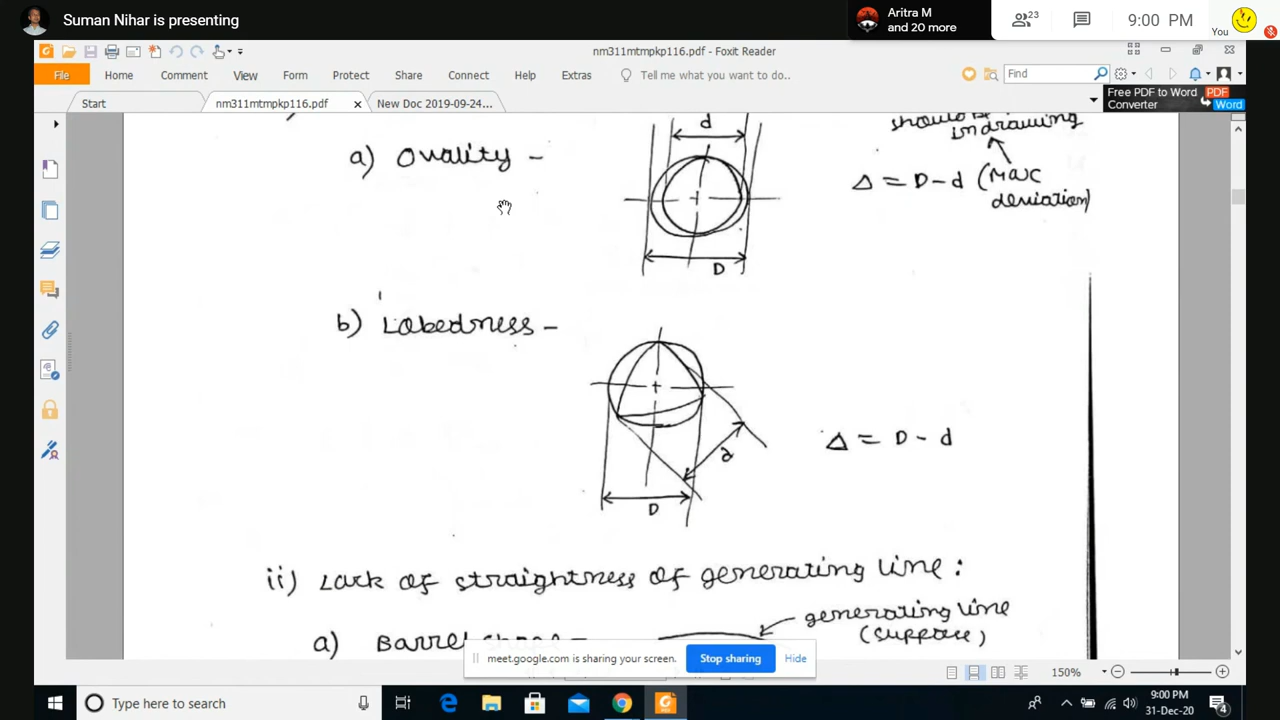 Suman Nihar is presenting
Aritra M
and 20 more
23
9:00 PM
You
nm311mtmpkp116.pdf - Foxit Reader
File
Home
Comment
View
Form
Protect
Share
Connect
Help
Extras
Tell me what you want to do..
Find
Start
nm311mtmpkp116.pdf
New Doc 2019-09-24...
Free PDF to Word
Converter
PDF
Word
in drawing
d
a) Ovality -
Δ = D - d (Max
deviation)
D
b) Lobedness -
d
Δ = D - d
D
ii) Lack of straightness of generating line :
generating line
(suppose)
a) Barrel shape -
meet.google.com is sharing your screen.
Stop sharing
Hide
150%
Type here to search
9:00 PM
31-Dec-20
4